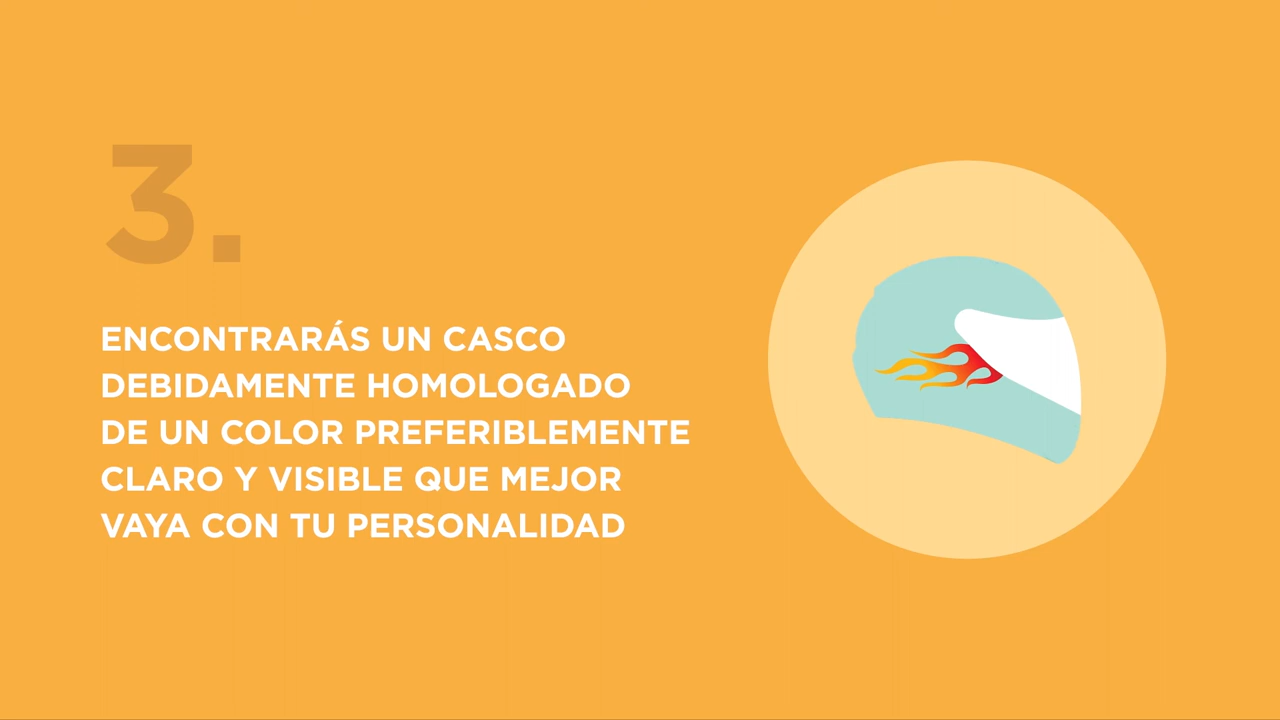 3.
ENCONTRARÁS UN CASCO
DEBIDAMENTE HOMOLOGADO
DE UN COLOR PREFERIBLEMENTE
CLARO Y VISIBLE QUE MEJOR
VAYA CON TU PERSONALIDAD